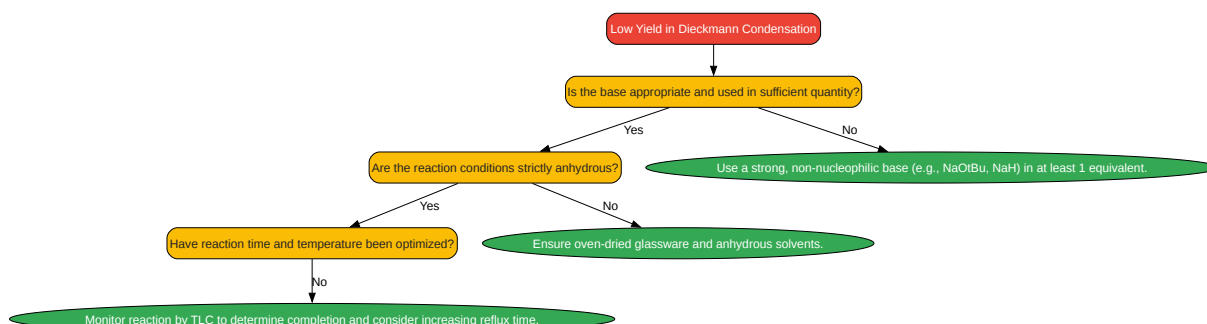 Low Yield in Dieckmann Condensation
Is the base appropriate and used in sufficient quantity?
Yes
No
Are the reaction conditions strictly anhydrous?
Use a strong, non-nucleophilic base (e.g., NaOtBu, NaH) in at least 1 equivalent.
Yes
No
Have reaction time and temperature been optimized?
Ensure oven-dried glassware and anhydrous solvents.
No
Monitor reaction by TLC to determine completion and consider increasing reflux time.